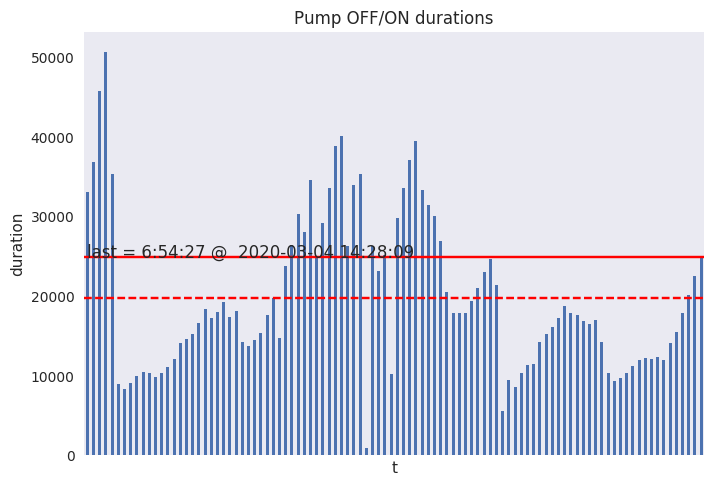 Pump OFF/ON durations
50000
40000
30000
last = 6:54:27 @  2020-03-04 14:28:09
20000
10000
0
duration
t